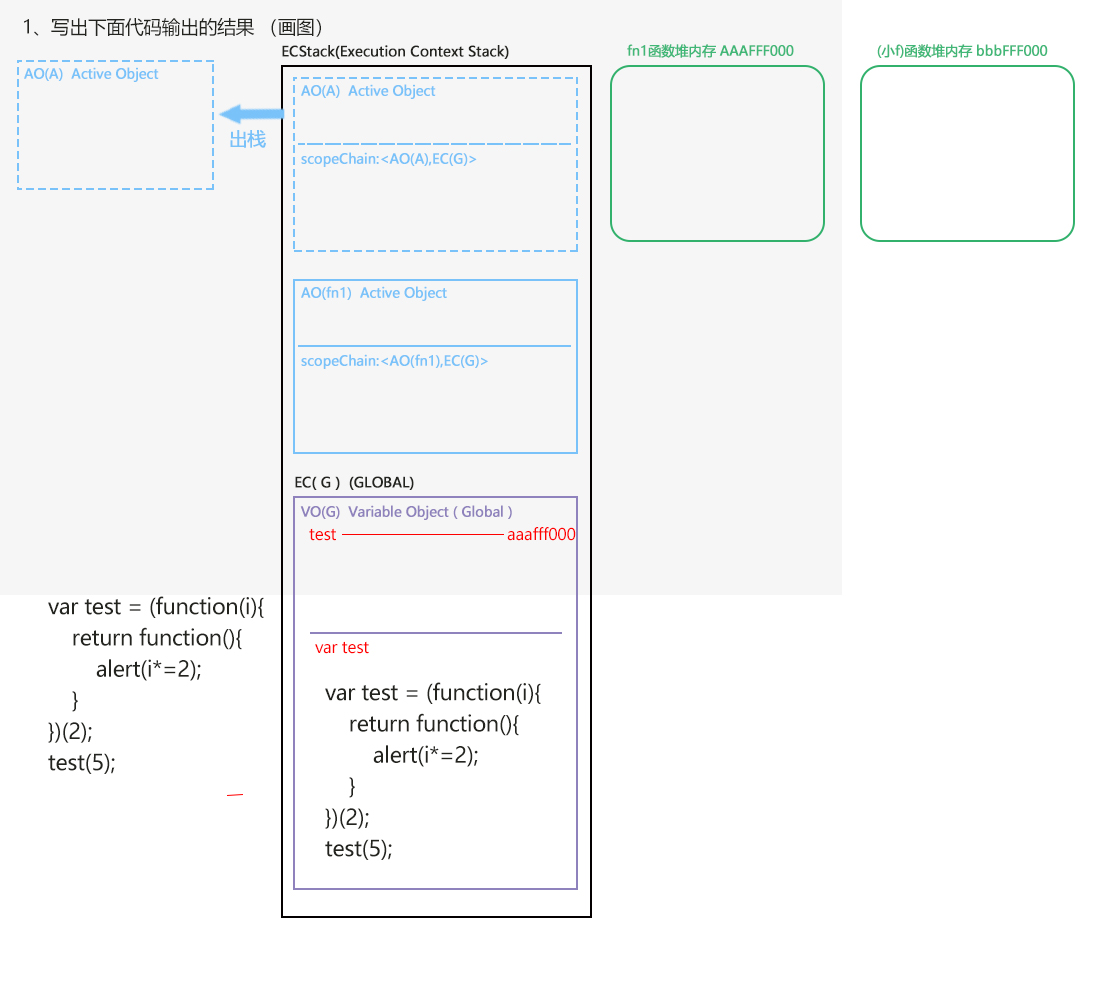 1、写出下面代码输出的结果 （画图）
ECStack(Execution Context Stack)
fn1函数堆内存 AAAFFF000
(小f)函数堆内存 bbbFFF000
AO(A) Active Object
出栈
AO(A) Active Object
scopeChain:<AO(A),EC(G)>
AO(fn1) Active Object
scopeChain:<AO(fn1),EC(G)>
EC( G ) (GLOBAL)
VO(G) Variable Object ( Global )
test aaafff000
var test
var test = (function(i){
return function(){
alert(i*=2);
}
})(2);
test(5);
var test = (function(i){
return function(){
alert(i*=2);
}
})(2);
test(5);